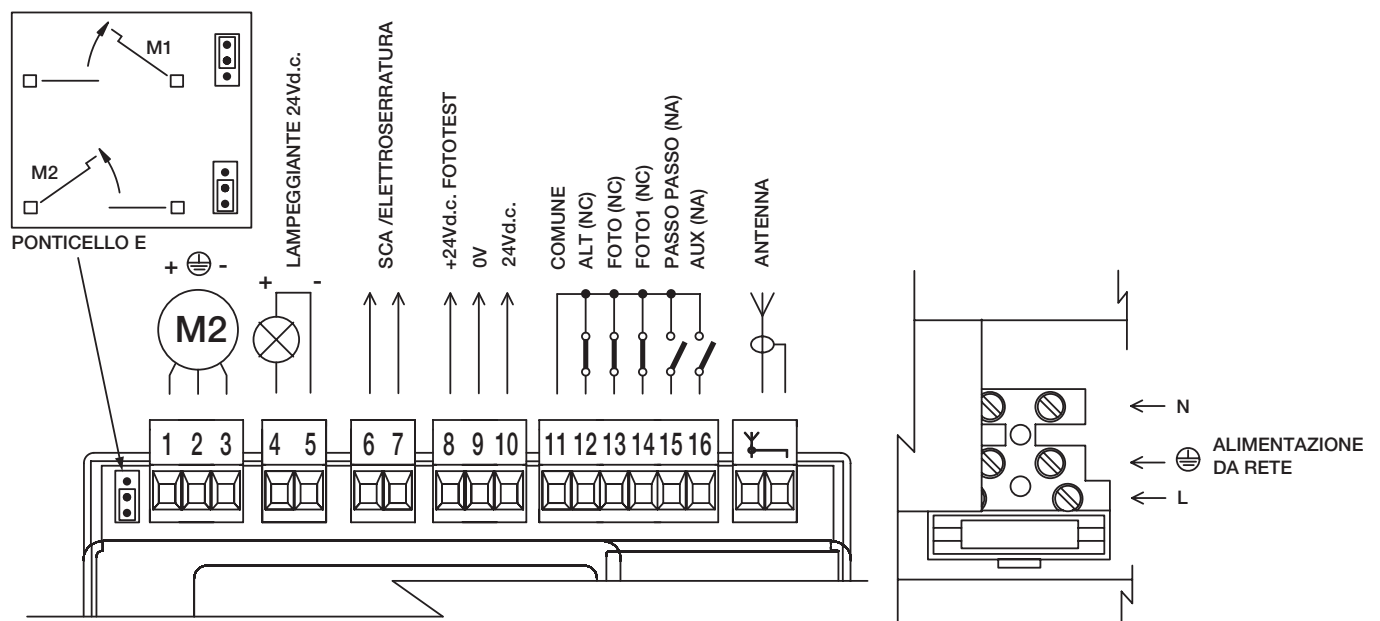 M1
M2
PONTICELLO E
+ -
M2
LAMPEGGIANTE 24Vd.c.
+ -
SCA /ELETTROSERRATURA
+24Vd.c. FOTOTEST
0V
24Vd.c.
COMUNE
ALT (NC)
FOTO (NC)
FOTO1 (NC)
PASSO PASSO (NA)
AUX (NA)
ANTENNA
1 2 3 4 5 6 7 8 9 10 11 12 13 14 15 16
N
ALIMENTAZIONE
DA RETE
L